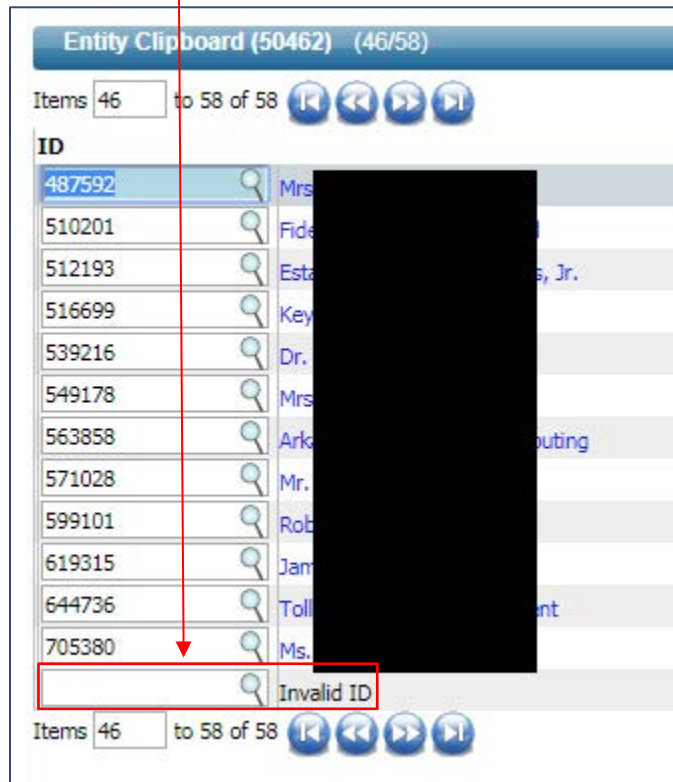 Entity Clipboard (50462) (46/58)
Items 46 to 58 of 58
ID
487592 Mrs
510201 Fide
512193 Esta s, Jr.
516699 Key
539216 Dr.
549178 Mrs
563858 Ark outing
571028 Mr.
599101 Rob
619315 Jam
644736 Toll ent
705380 Ms.
Invalid ID
Items 46 to 58 of 58